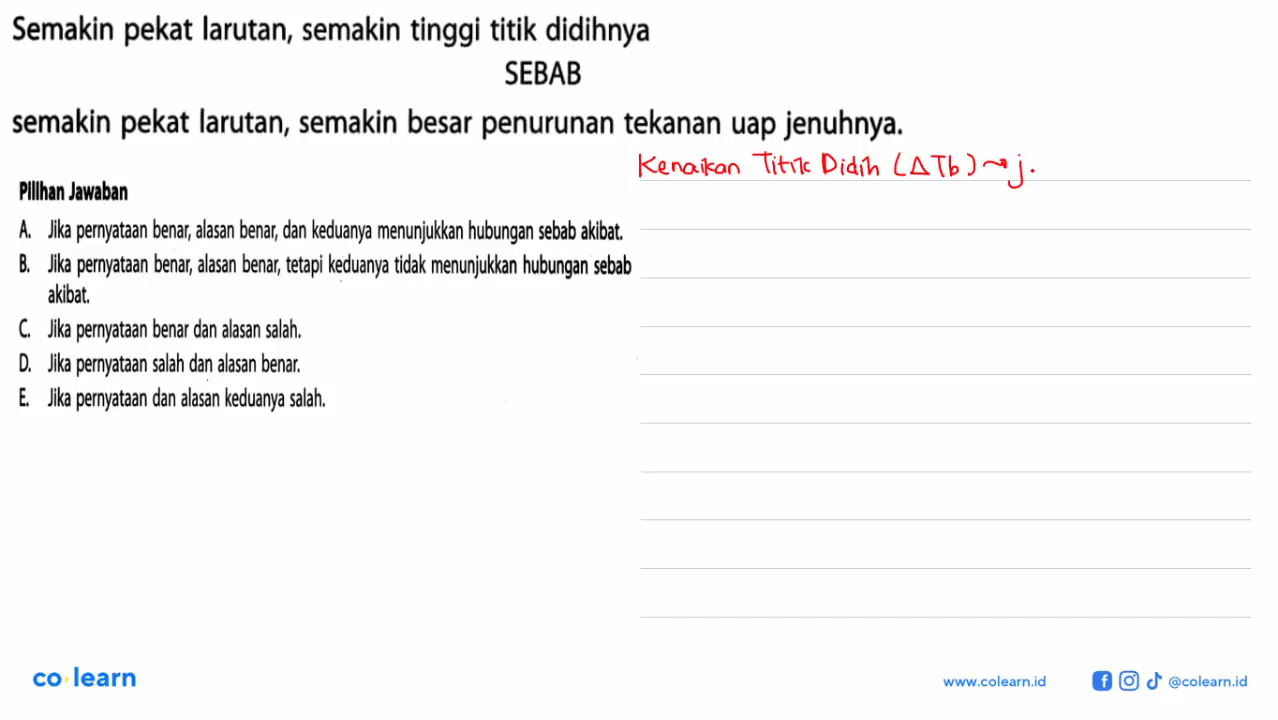 Semakin pekat larutan, semakin tinggi titik didihnya
SEBAB
semakin pekat larutan, semakin besar penurunan tekanan uap jenuhnya.
Kenaikan Titik Didih (ΔTb) ~ j.
Pilihan Jawaban
A. Jika pernyataan benar, alasan benar, dan keduanya menunjukkan hubungan sebab akibat.
B. Jika pernyataan benar, alasan benar, tetapi keduanya tidak menunjukkan hubungan sebab
akibat.
C. Jika pernyataan benar dan alasan salah.
D. Jika pernyataan salah dan alasan benar.
E. Jika pernyataan dan alasan keduanya salah.
co learn
www.colearn.id
@colearn.id